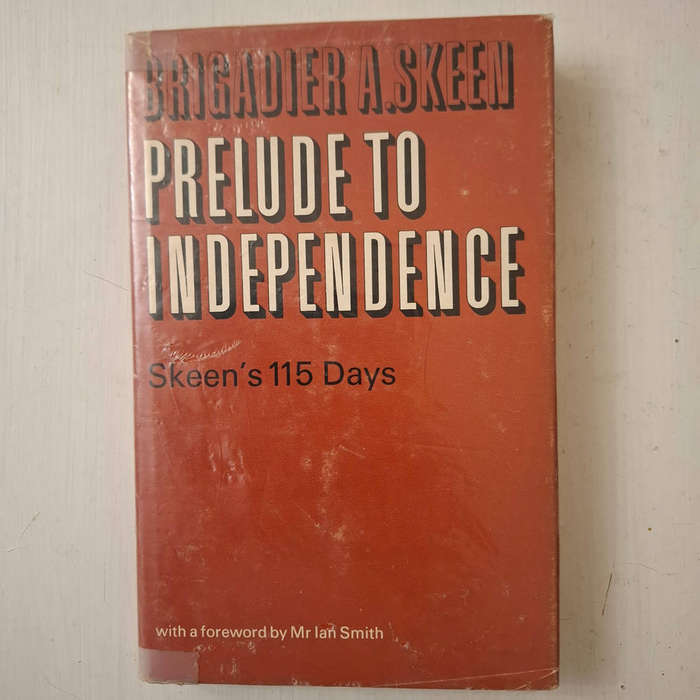 BRIGADIER A.SKEEN
PRELUDE TO
INDEPENDENCE
Skeen's 115 Days
with a foreword by Mr Ian Smith